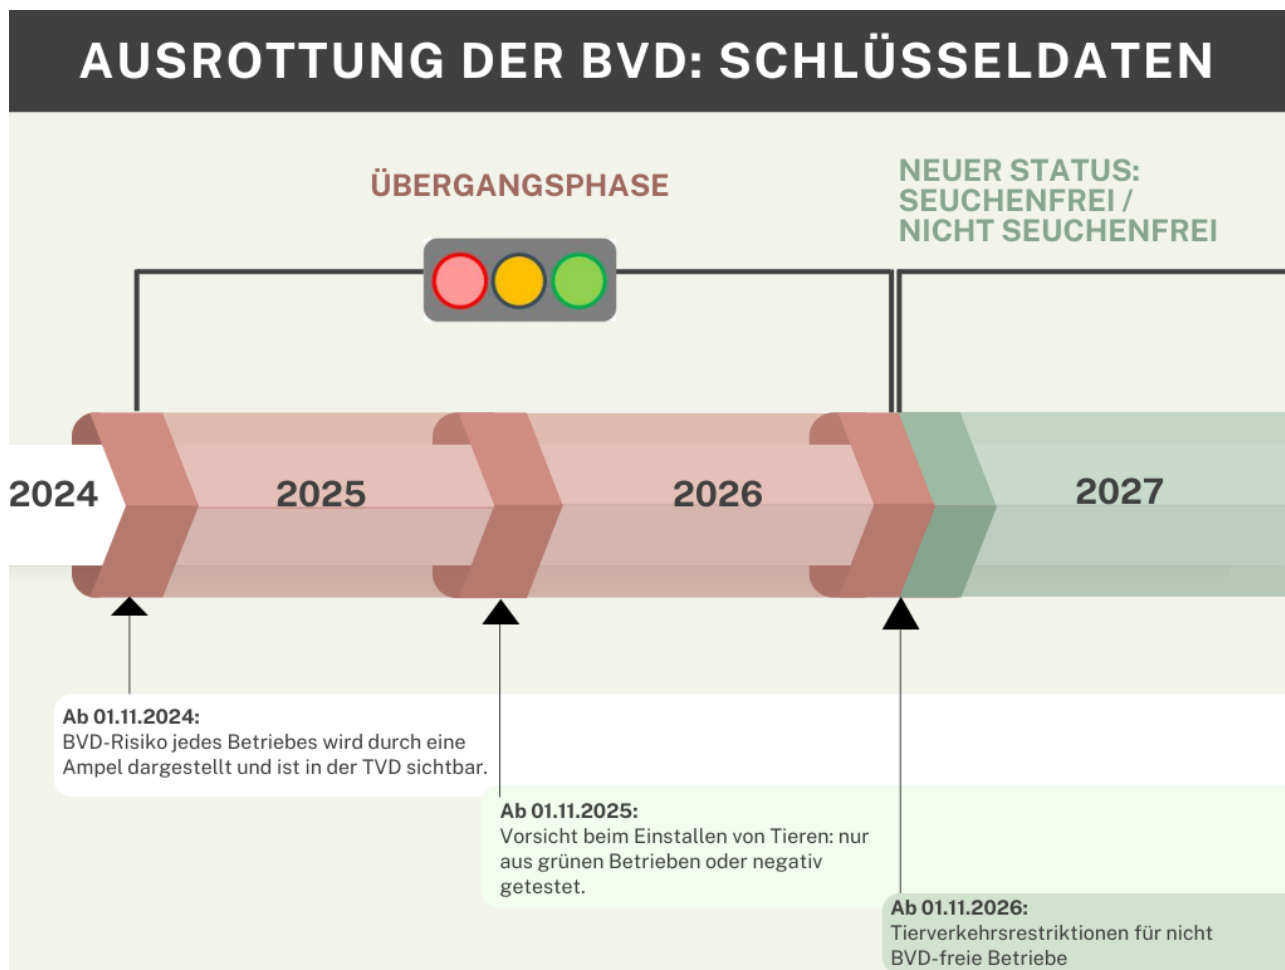 AUSROTTUNG DER BVD: SCHLÜSSELDATEN
ÜBERGANGSPHASE
NEUER STATUS:
SEUCHENFREI /
NICHT SEUCHENFREI
2024
2025
2026
2027
Ab 01.11.2024:
BVD-Risiko jedes Betriebes wird durch eine
Ampel dargestellt und ist in der TVD sichtbar.
Ab 01.11.2025:
Vorsicht beim Einstallen von Tieren: nur
aus grünen Betrieben oder negativ
getestet.
Ab 01.11.2026:
Tierverkehrsrestriktionen für nicht
BVD-freie Betriebe